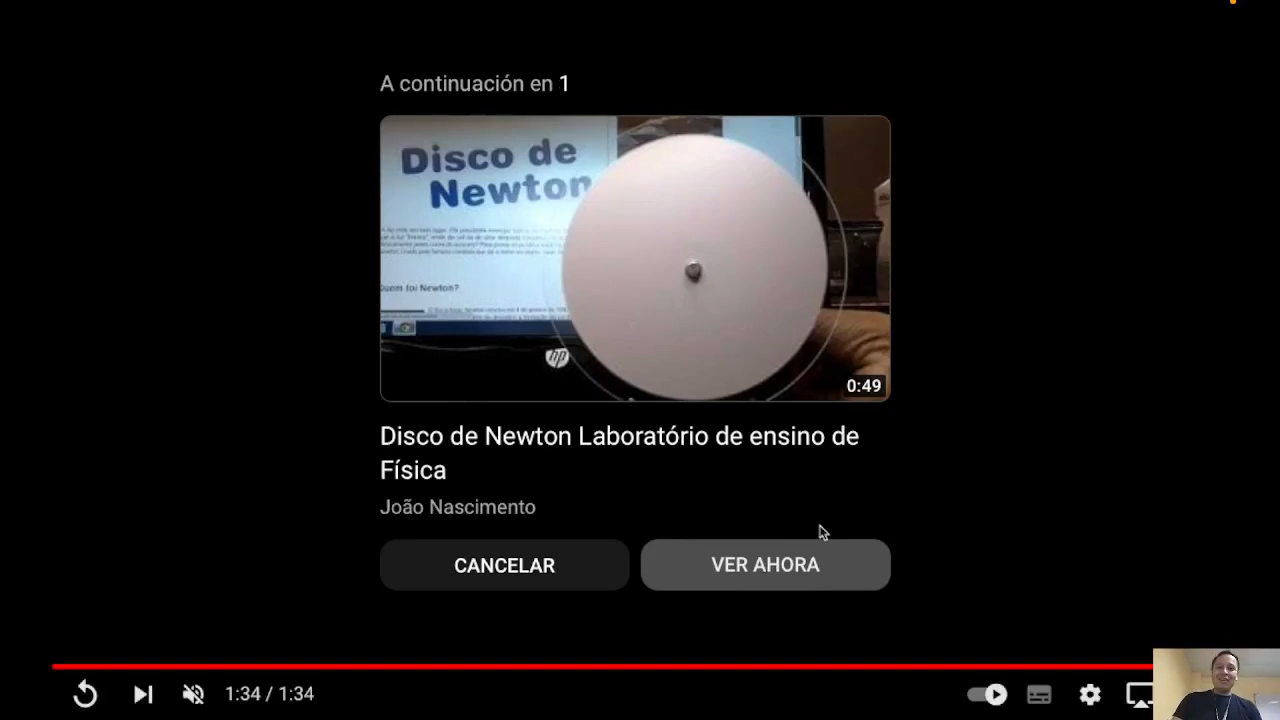 A continuación en 1
Disco de
Newton
Quem foi Newton?
hp
0:49
Disco de Newton Laboratório de ensino de
Física
João Nascimento
CANCELAR
VER AHORA
1:34 / 1:34